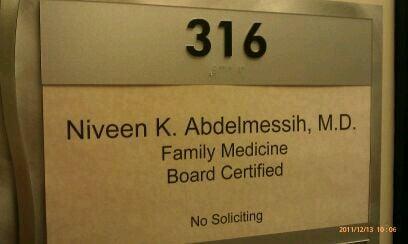 316
Niveen K. Abdelmessih, M.D.
Family Medicine
Board Certified
No Soliciting
2011/12/13 10:06